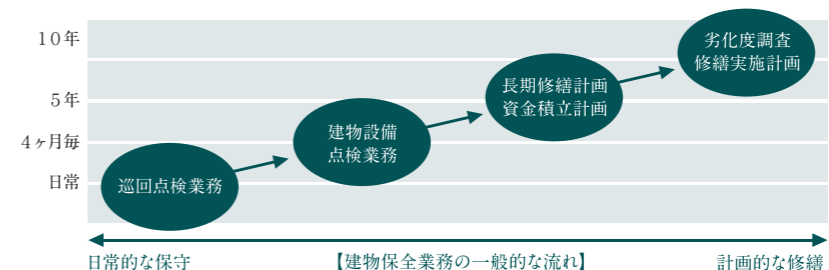 10年
5年
4ヶ月毎
日常
巡回点検業務
建物設備
点検業務
長期修繕計画
資金積立計画
劣化度調査
修繕実施計画
日常的な保守
【建物保全業務の一般的な流れ】
計画的な修繕